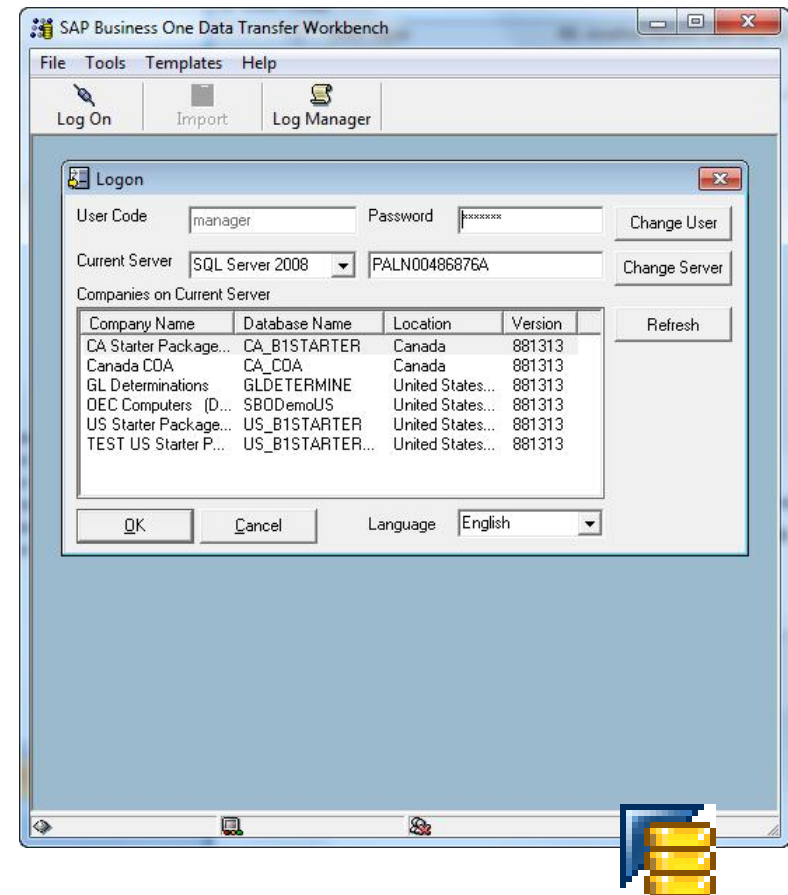 SAP Business One Data Transfer Workbench
File Tools Templates Help
Log On Import Log Manager
Logon
User Code manager Password xxxxxxx Change User
Current Server SQL Server 2008 PALN00486876A Change Server
Companies on Current Server
Company Name Database Name Location Version Refresh
CA Starter Package... CA_B1STARTER Canada 881313
Canada COA CA_COA Canada 881313
GL Determinations GLDETERMINE United States... 881313
OEC Computers (D... SBODemoUS United States... 881313
US Starter Package... US_B1STARTER United States... 881313
TEST US Starter P... US_B1STARTER... United States... 881313
OK Cancel Language English